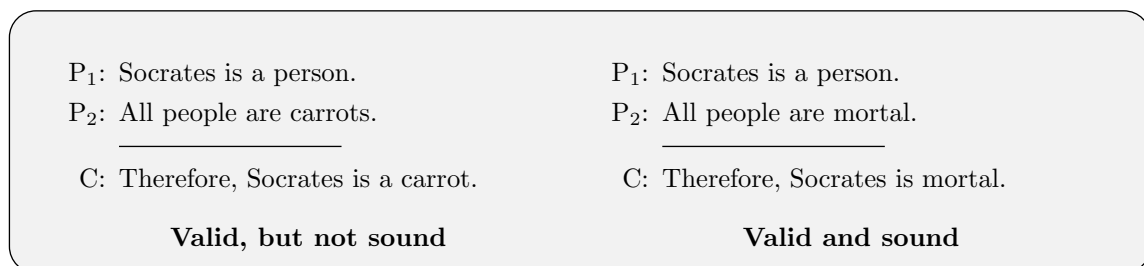 P₁: Socrates is a person.
P₂: All people are carrots.
C: Therefore, Socrates is a carrot.
Valid, but not sound
P₁: Socrates is a person.
P₂: All people are mortal.
C: Therefore, Socrates is mortal.
Valid and sound